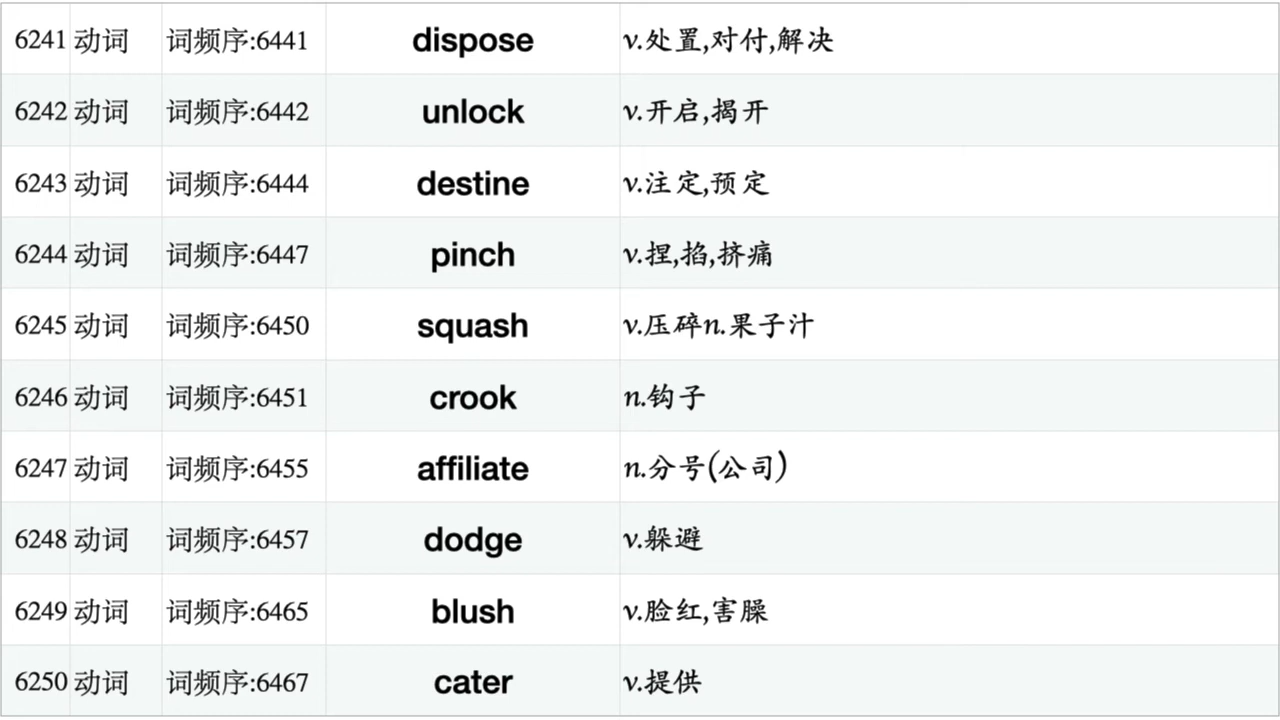 6241 动词 词频序:6441 dispose v.处置,对付,解决
6242 动词 词频序:6442 unlock v.开启,揭开
6243 动词 词频序:6444 destine v.注定,预定
6244 动词 词频序:6447 pinch v.捏,掐,挤痛
6245 动词 词频序:6450 squash v.压碎n.果子汁
6246 动词 词频序:6451 crook n.钩子
6247 动词 词频序:6455 affiliate n.分号(公司)
6248 动词 词频序:6457 dodge v.躲避
6249 动词 词频序:6465 blush v.脸红,害臊
6250 动词 词频序:6467 cater v.提供